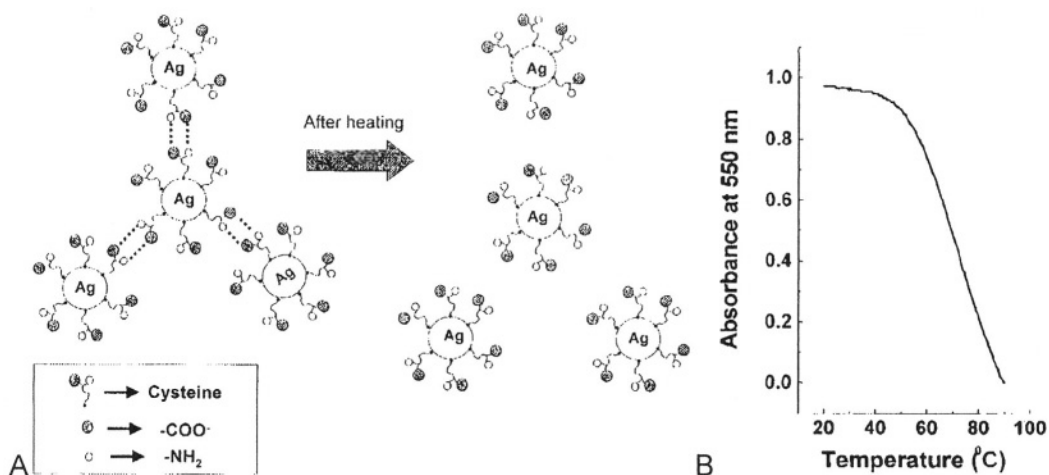 Ag
Ag
Ag
Ag
After heating
Ag
Ag
Ag
Ag
Cysteine
-COO-
-NH2
A
Absorbance at 550 nm
1.0
0.8
0.6
0.4
0.2
0.0
20 40 60 80 100
Temperature (⁰C)
B